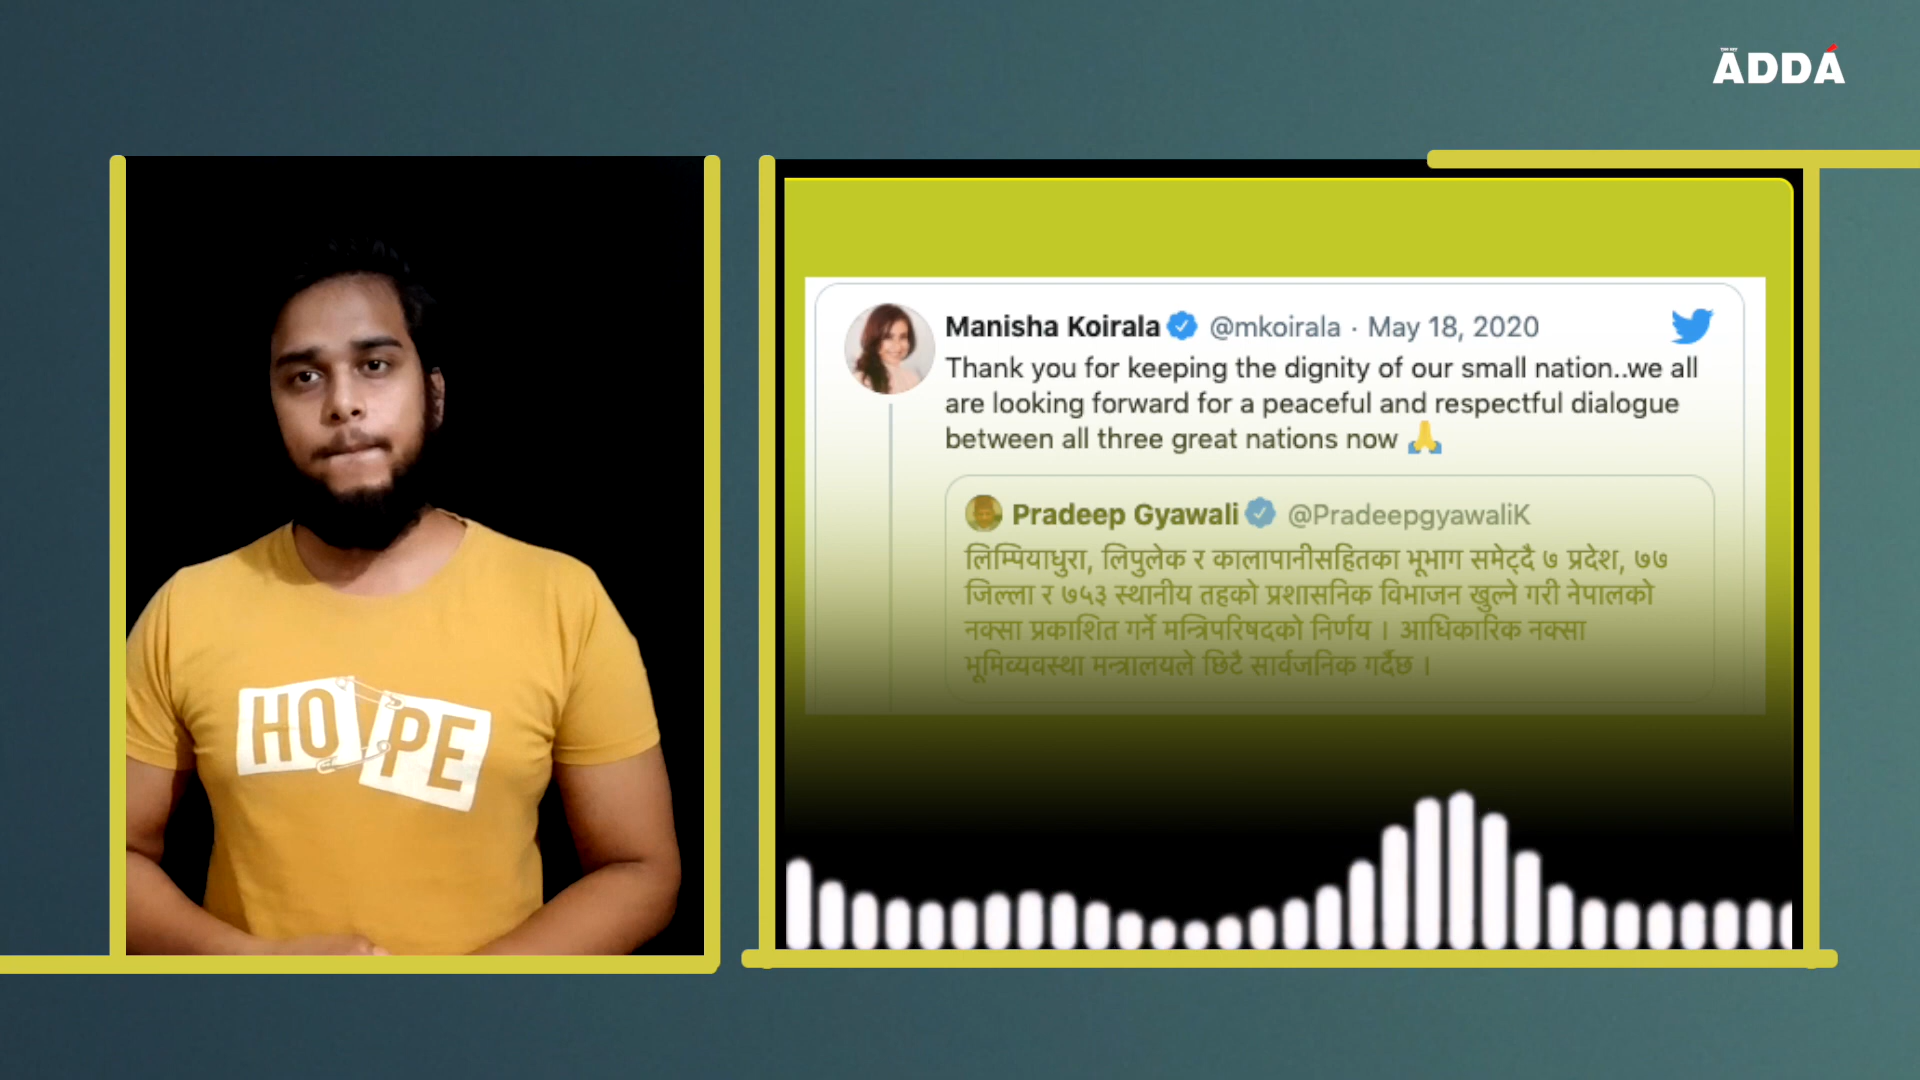 ADDÁ
HOPE
Manisha Koirala @mkoirala · May 18, 2020
Thank you for keeping the dignity of our small nation..we all
are looking forward for a peaceful and respectful dialogue
between all three great nations now 🙏
Pradeep Gyawali @PradeepgyawaliK
लिम्पियाधुरा, लिपुलेक र कालापानीसहितका भूभाग समेट्दै ७ प्रदेश, ७७
जिल्ला र ७५३ स्थानीय तहको प्रशासनिक विभाजन खुल्ने गरी नेपालको
नक्सा प्रकाशित गर्ने मन्त्रिपरिषदको निर्णय । आधिकारिक नक्सा
भूमिव्यवस्था मन्त्रालयले छिटै सार्वजनिक गर्दैछ ।